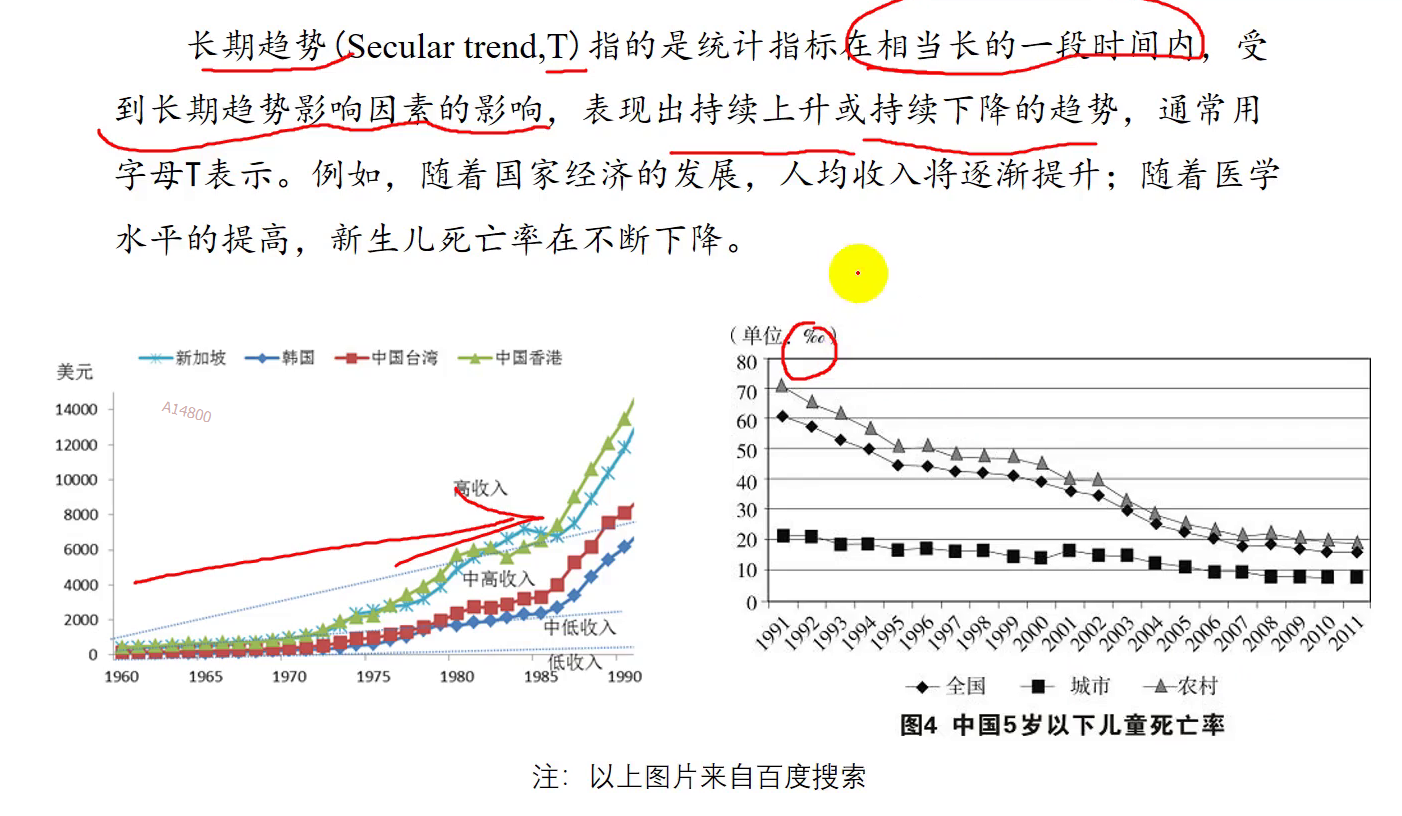 长期趋势(Secular trend,T)指的是统计指标在相当长的一段时间内，受
到长期趋势影响因素的影响，表现出持续上升或持续下降的趋势，通常用
字母T表示。例如，随着国家经济的发展，人均收入将逐渐提升；随着医学
水平的提高，新生儿死亡率在不断下降。
新加坡 韩国 中国台湾 中国香港
美元
A14800
14000
12000
10000
8000
6000
4000
2000
0
高收入
中高收入
中低收入
低收入
1960 1965 1970 1975 1980 1985 1990
（单位：‰）
80
70
60
50
40
30
20
10
0
1991 1992 1993 1994 1995 1996 1997 1998 1999 2000 2001 2002 2003 2004 2005 2006 2007 2008 2009 2010 2011
全国 城市 农村
图4 中国5岁以下儿童死亡率
注：以上图片来自百度搜索